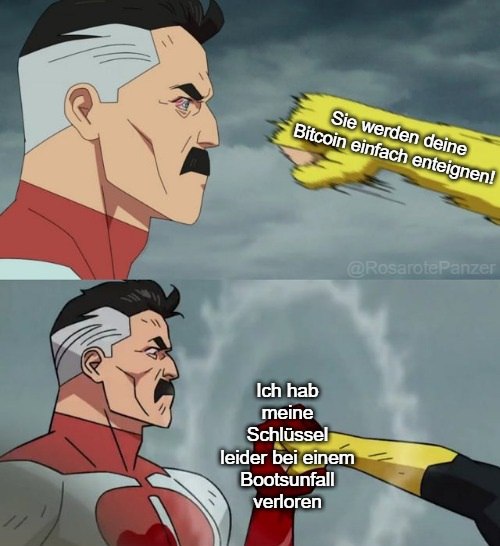 Sie werden deine
Bitcoin einfach enteignen!
@RosarotePanzer
Ich hab
meine
Schlüssel
leider bei einem
Bootsunfall
verloren